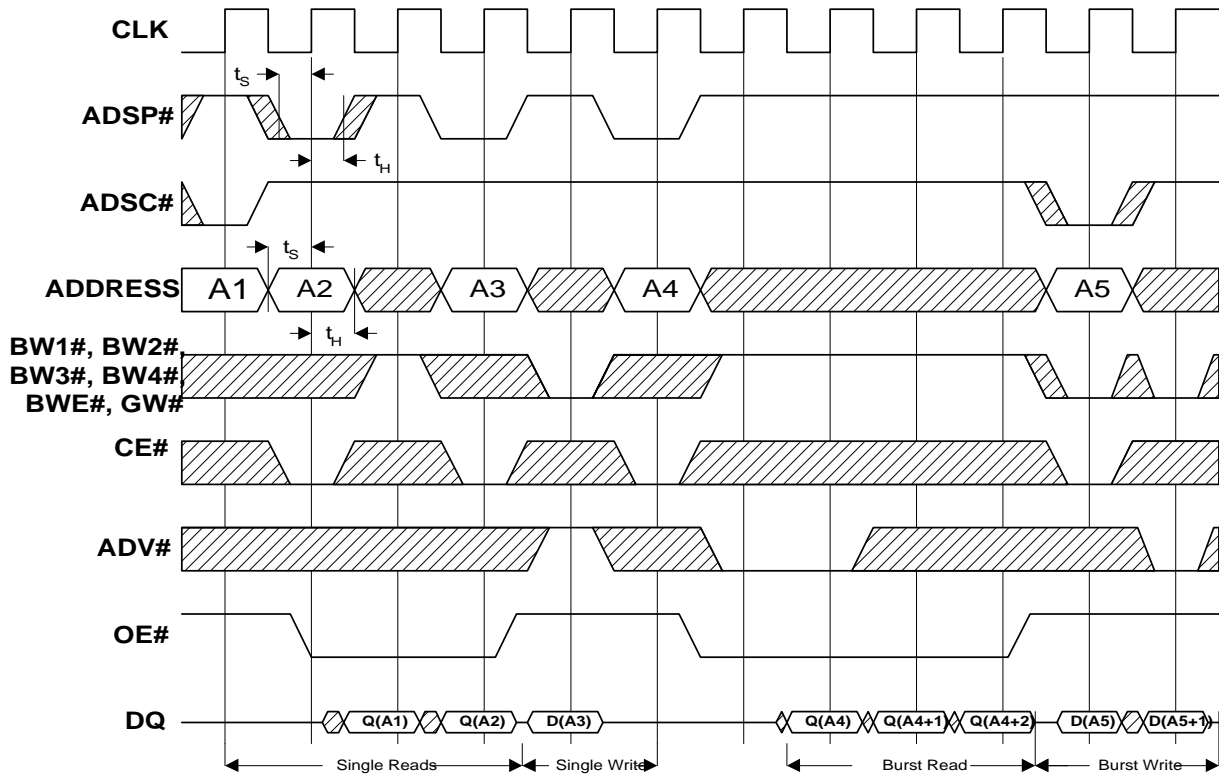 CLK
tS
ADSP#
tH
ADSC#
tS
ADDRESS A1 A2 A3 A4 A5
tH
BW1#, BW2#,
BW3#, BW4#,
BWE#, GW#
CE#
ADV#
OE#
DQ Q(A1) Q(A2) D(A3) Q(A4) Q(A4+1) Q(A4+2) D(A5) D(A5+1)
Single Reads Single Write Burst Read Burst Write